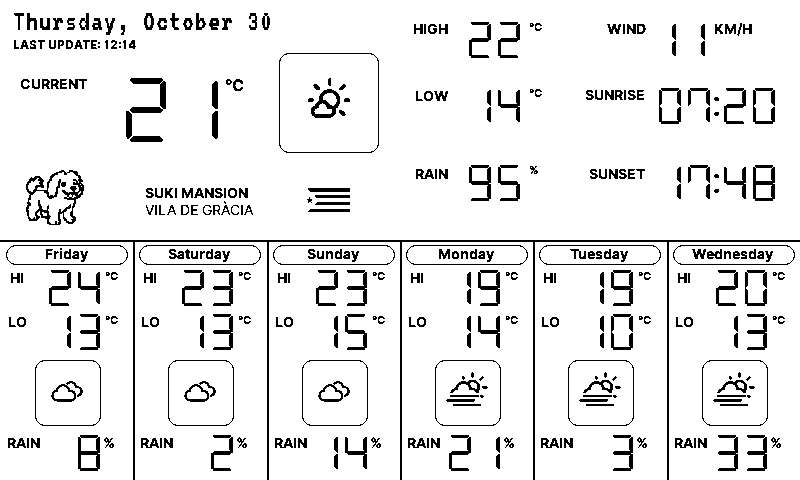 Thursday, October 30
LAST UPDATE: 12:14
CURRENT 21 °C
SUKI MANSION
VILA DE GRÀCIA
HIGH 22 °C
LOW 14 °C
RAIN 95 %
WIND 11 KM/H
SUNRISE 07:20
SUNSET 17:48
Friday
HI 24 °C
LO 13 °C
RAIN 8 %
Saturday
HI 23 °C
LO 13 °C
RAIN 2 %
Sunday
HI 23 °C
LO 15 °C
RAIN 14 %
Monday
HI 19 °C
LO 14 °C
RAIN 21 %
Tuesday
HI 19 °C
LO 10 °C
RAIN 3 %
Wednesday
HI 20 °C
LO 13 °C
RAIN 33 %